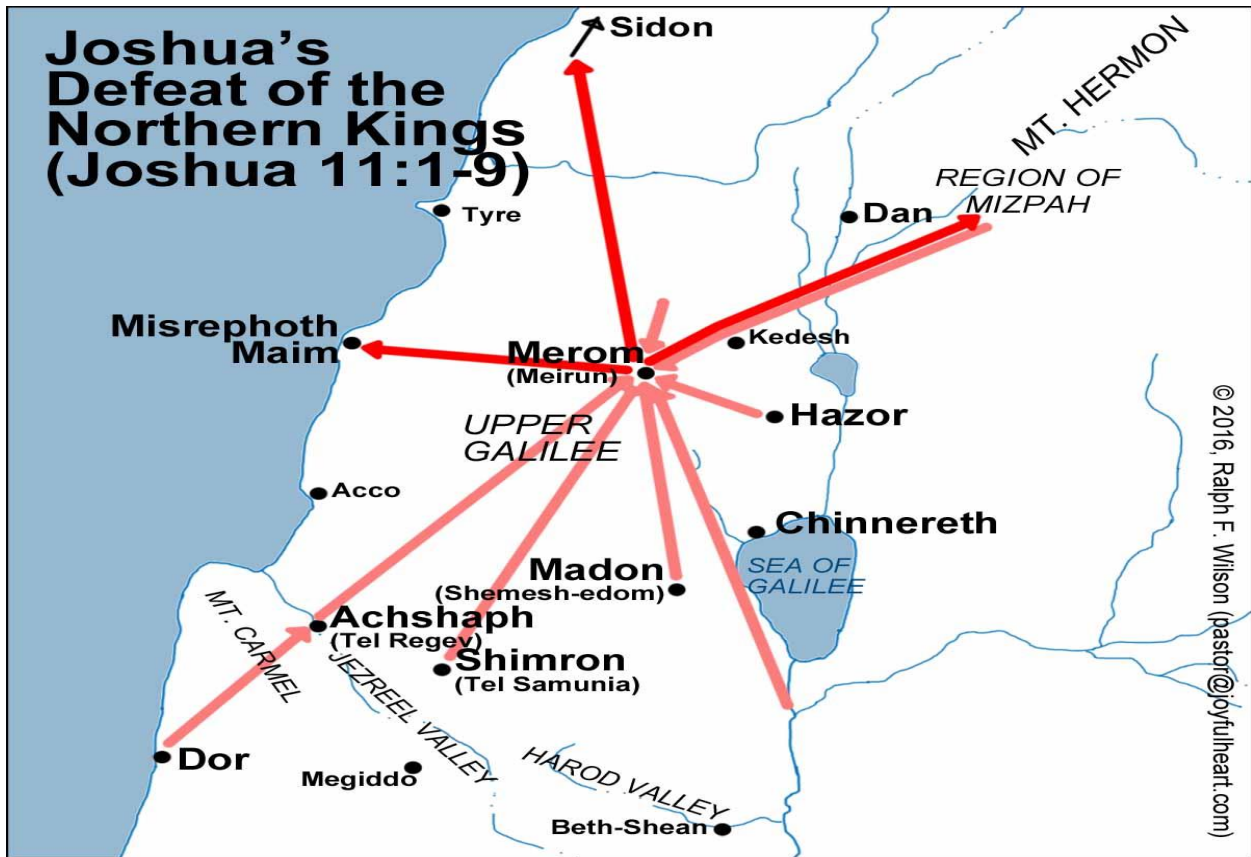 Joshua's
Defeat of the
Northern Kings
(Joshua 11:1-9)
Sidon
MT. HERMON
REGION OF
MIZPAH
Tyre
Dan
Misrephoth
Maim
Merom
(Meirun)
Kedesh
Hazor
UPPER
GALILEE
Acco
Chinnereth
SEA OF
GALILEE
Madon
(Shemesh-edom)
MT. CARMEL
Achshaph
(Tel Regev)
JEZREEL VALLEY
Shimron
(Tel Samunia)
Dor
Megiddo
HAROD VALLEY
Beth-Shean
© 2016, Ralph F. Wilson (pastor@joyfulheart.com)